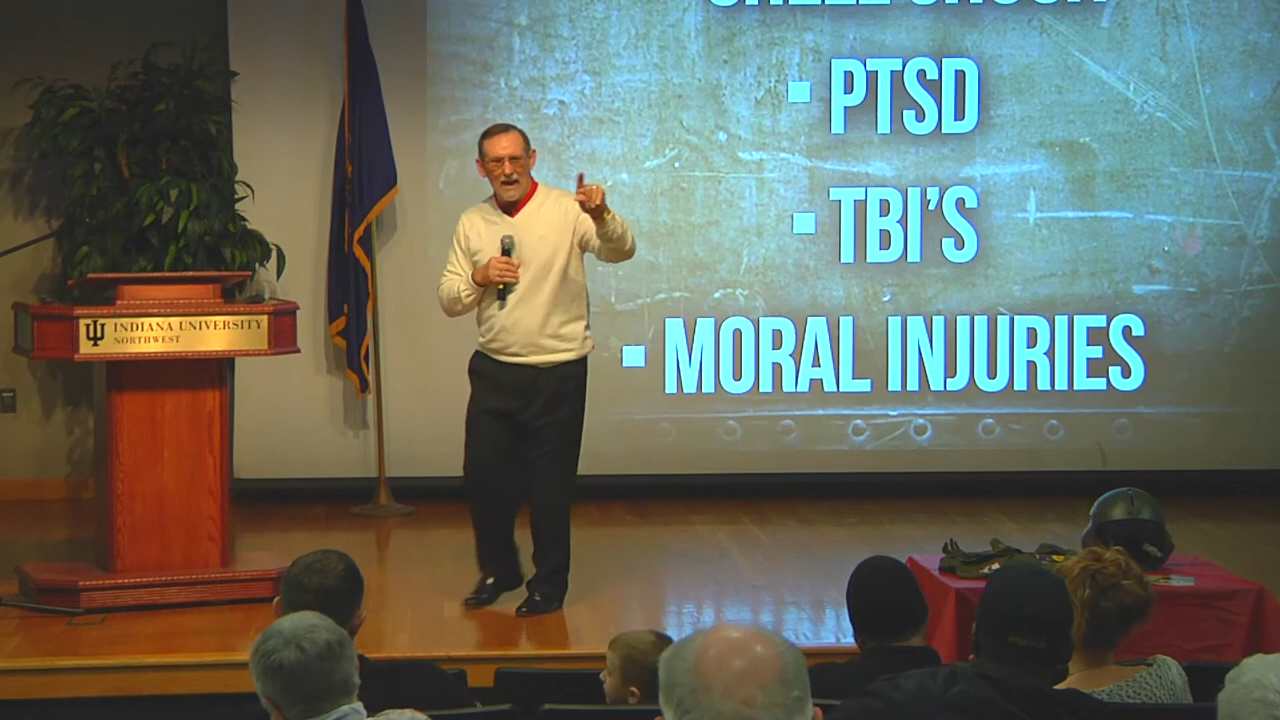 ▪ PTSD
▪ TBI'S
▪ MORAL INJURIES
INDIANA UNIVERSITY
NORTHWEST